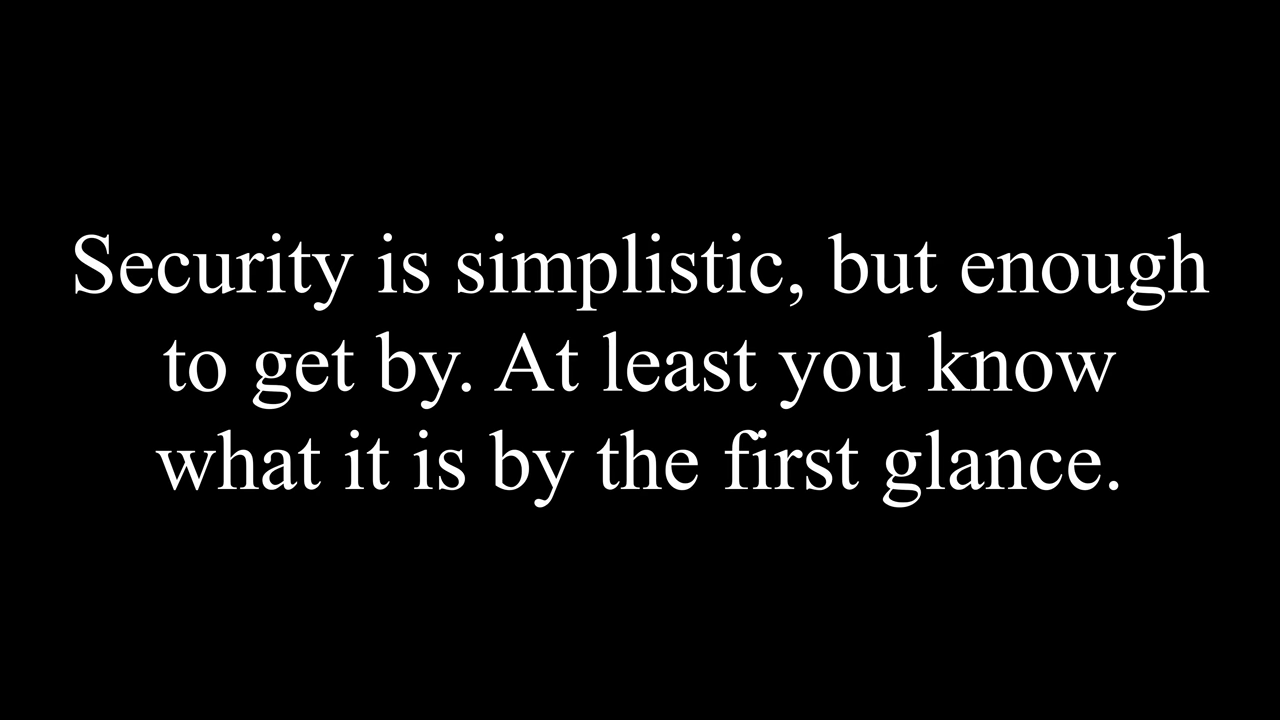 Security is simplistic, but enough
to get by. At least you know
what it is by the first glance.